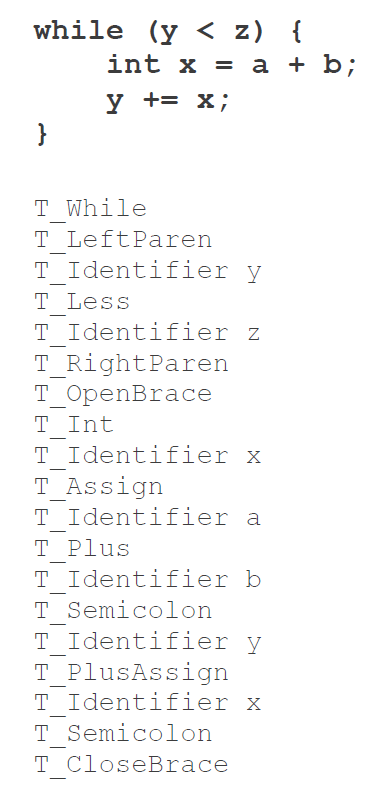 while (y < z) {
    int x = a + b;
    y += x;
}
T_While
T_LeftParen
T_Identifier y
T_Less
T_Identifier z
T_RightParen
T_OpenBrace
T_Int
T_Identifier x
T_Assign
T_Identifier a
T_Plus
T_Identifier b
T_Semicolon
T_Identifier y
T_PlusAssign
T_Identifier x
T_Semicolon
T_CloseBrace